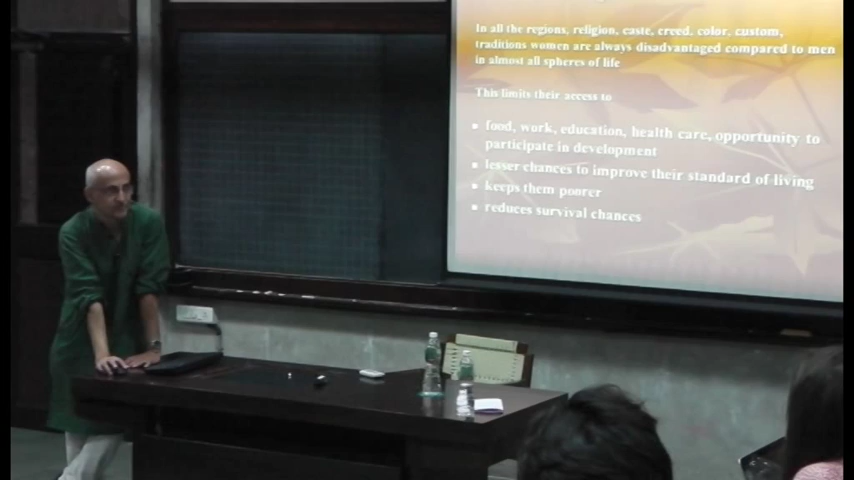 In all the regions, religion, caste, creed, color, custom,
traditions women are always disadvantaged compared to men
in almost all spheres of life
This limits their access to
▪ food, work, education, health care, opportunity to
participate in development
▪ lesser chances to improve their standard of living
▪ keeps them poorer
▪ reduces survival chances